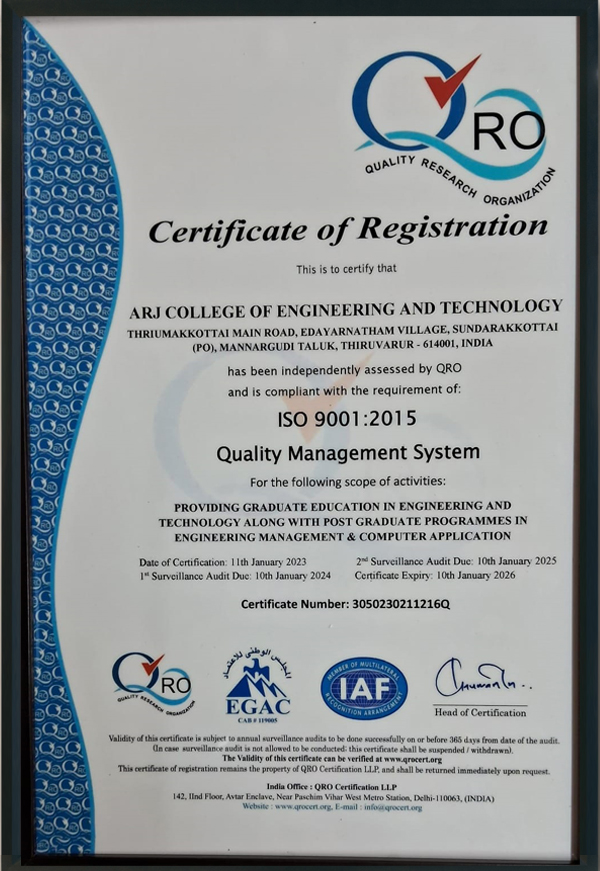 QRO
QUALITY RESEARCH ORGANIZATION
Certificate of Registration
This is to certify that
ARJ COLLEGE OF ENGINEERING AND TECHNOLOGY
THRIUMAKKOTTAI MAIN ROAD, EDAYARNATHAM VILLAGE, SUNDARAKKOTTAI
(PO), MANNARGUDI TALUK, THIRUVARUR - 614001, INDIA
has been independently assessed by QRO
and is compliant with the requirement of:
ISO 9001:2015
Quality Management System
For the following scope of activities:
PROVIDING GRADUATE EDUCATION IN ENGINEERING AND
TECHNOLOGY ALONG WITH POST GRADUATE PROGRAMMES IN
ENGINEERING MANAGEMENT & COMPUTER APPLICATION
Date of Certification: 11th January 2023 2nd Surveillance Audit Due: 10th January 2025
1st Surveillance Audit Due: 10th January 2024 Certificate Expiry: 10th January 2026
Certificate Number: 3050230211216Q
QRO
QUALITY RESEARCH ORGANIZATION
المجلس الوطني للاعتماد
EGAC
CAB # 119005
MEMBER OF MULTILATERAL
IAF
RECOGNITION ARRANGEMENT
Head of Certification
Validity of this certificate is subject to annual surveillance audits to be done successfully on or before 365 days from date of the audit.
(In case surveillance audit is not allowed to be conducted; this certificate shall be suspended / withdrawn).
The Validity of this certificate can be verified at www.qrocert.org
This certificate of registration remains the property of QRO Certification LLP, and shall be returned immediately upon request.
India Office : QRO Certification LLP
142, IInd Floor, Avtar Enclave, Near Paschim Vihar West Metro Station, Delhi-110063, (INDIA)
Website : www.qrocert.org, E-mail : info@qrocert.org